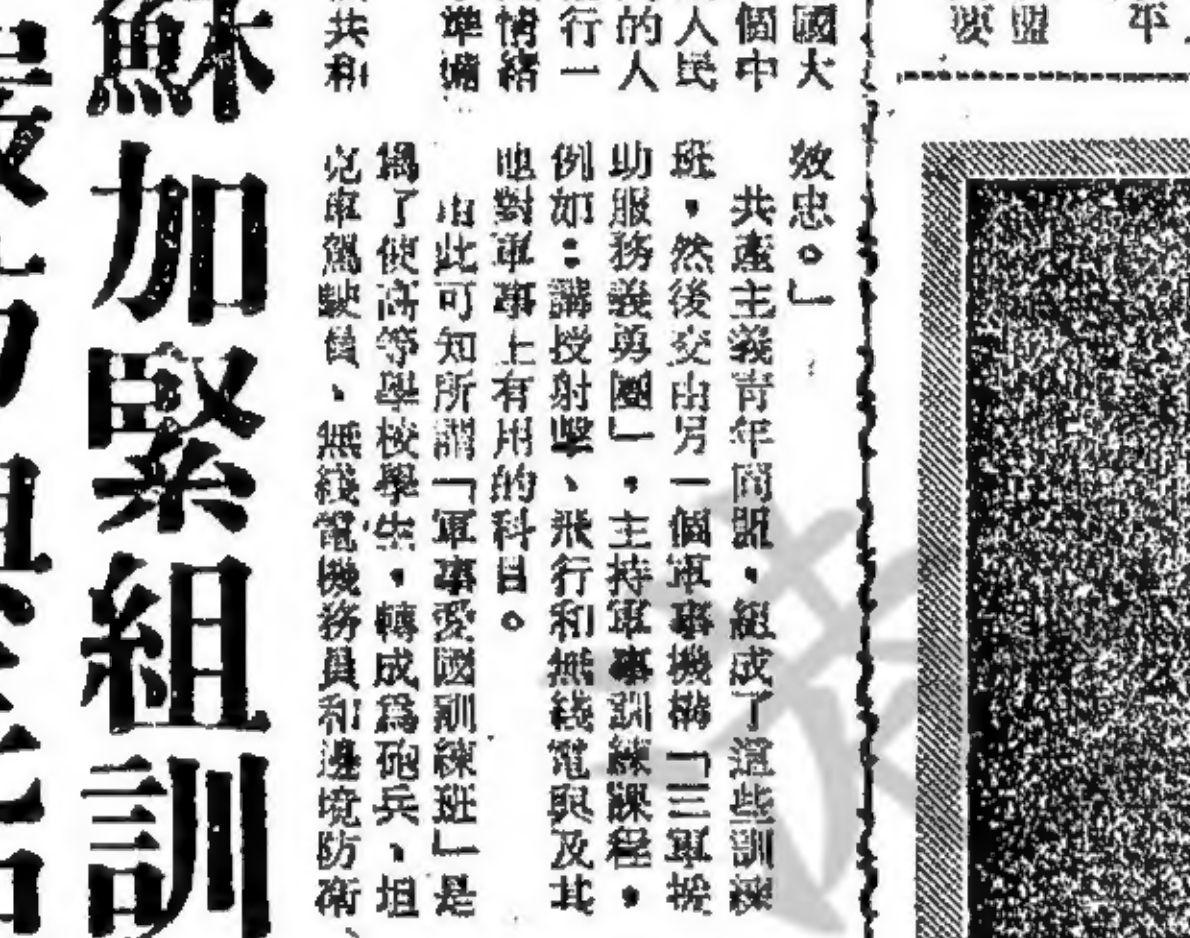 盟
年
國大
個中
人民
的人
行一
情緒
準備
共和
效忠。」
共產主義青年同盟,組成了這些訓練
班,然後交由另一個軍事機構「三軍扮
助服務義勇團」,主持軍事訓練課程,
例如:講授射擊、飛行和無綫電與及其
他對軍事上有用的科目。
由此可知所謂「軍事愛國訓練班」是
爲了使高等學校學生,轉成爲砲兵、坦
克車駕駛員、無綫電機務員和邊境防衛
蘇加緊組訓